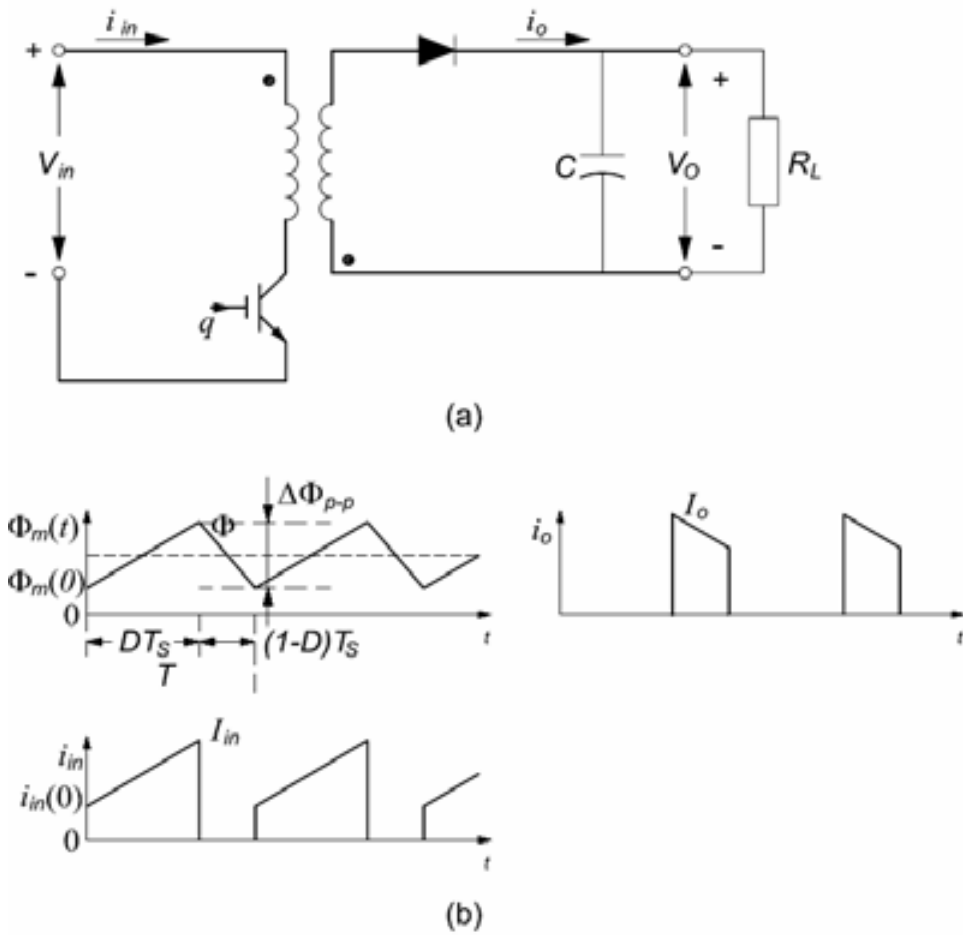 i in
i o
+
V in
-
q
C
+
V O
-
R L
(a)
Φ m (t)
Φ
ΔΦ p-p
Φ m (0)
0
t
DT S
(1-D)T S
T
i o
I o
t
i in
I in
i in (0)
0
t
(b)